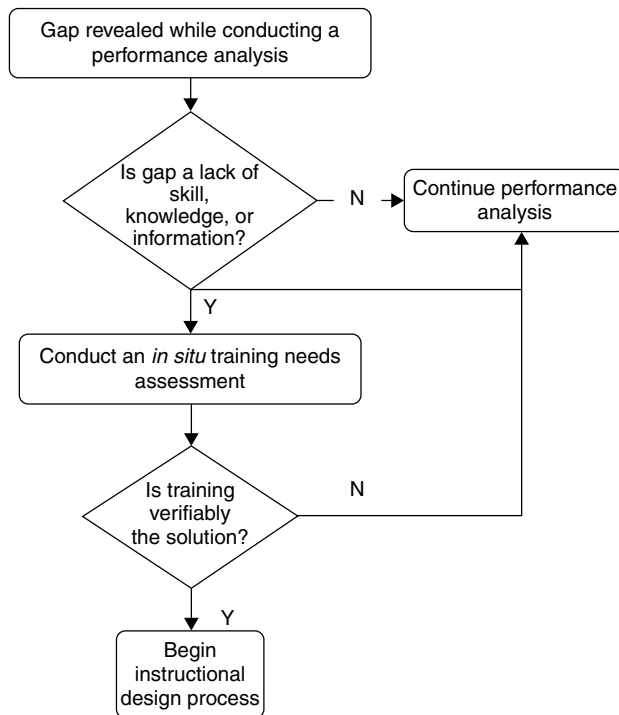 Gap revealed while conducting a
performance analysis
Is gap a lack of
skill,
knowledge, or
information?
N
Continue performance
analysis
Y
Conduct an in situ training needs
assessment
Is training
verifiably
the solution?
N
Y
Begin
instructional
design process